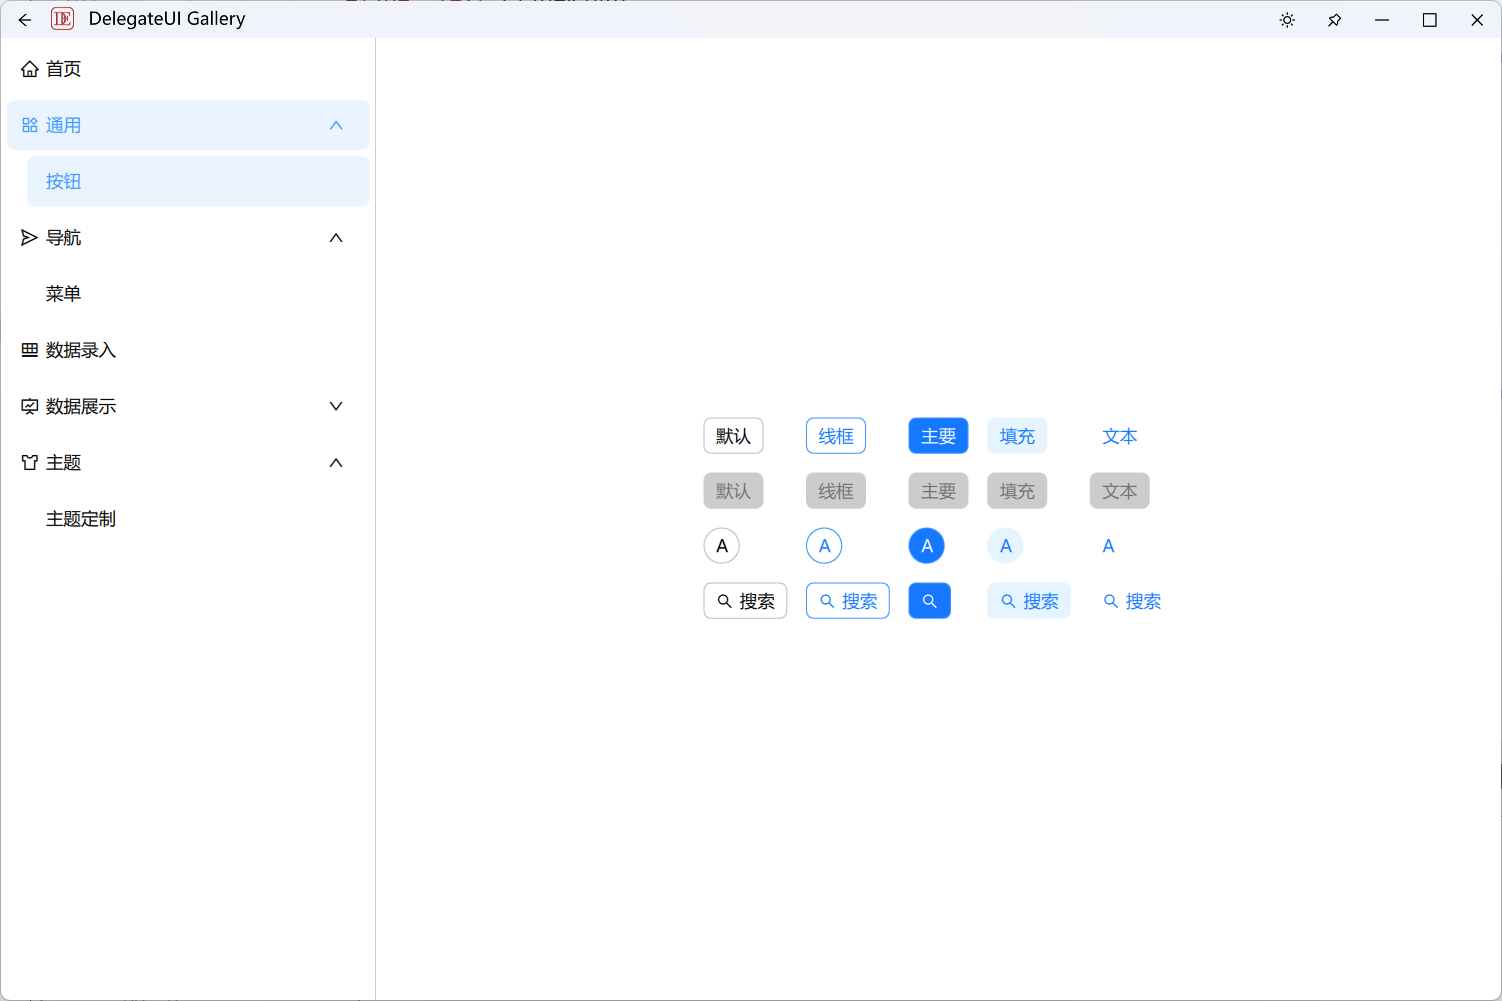 DE DelegateUI Gallery
首页
通用
按钮
导航
菜单
数据录入
数据展示
主题
主题定制
默认 线框 主要 填充 文本
默认 线框 主要 填充 文本
A A A A A
搜索 搜索 搜索 搜索